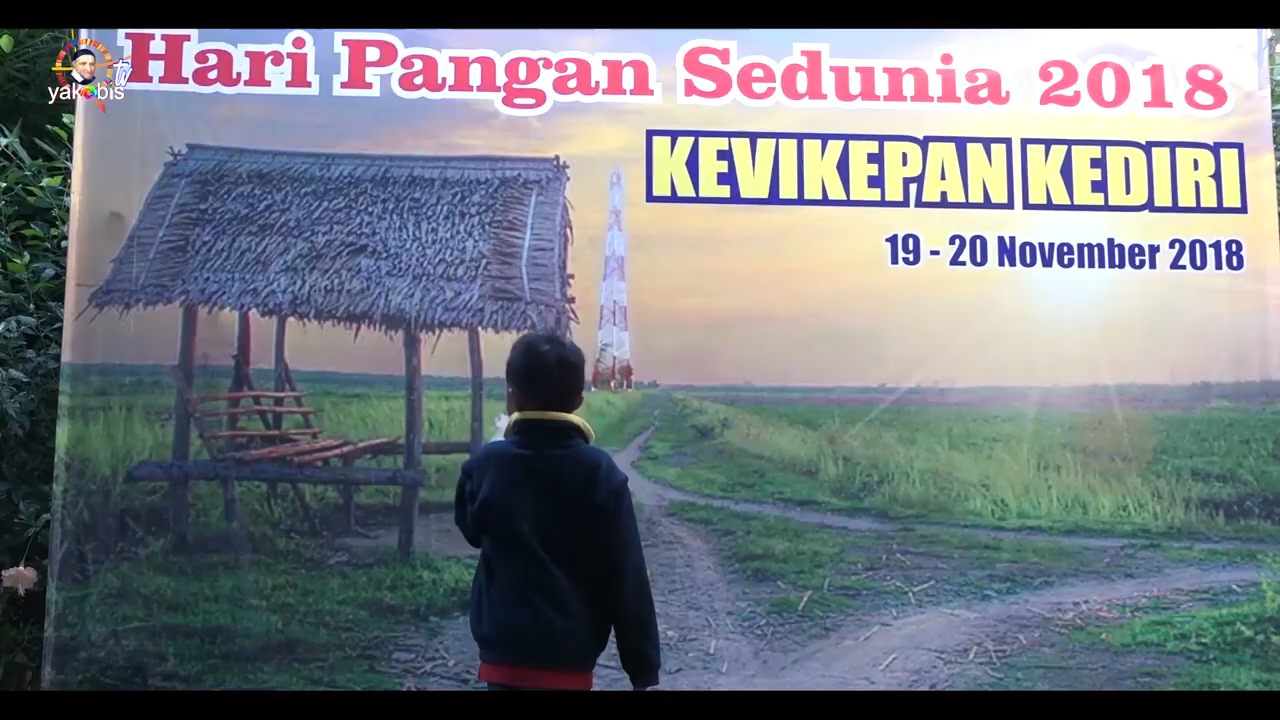 Hari Pangan Sedunia 2018
yakobis tv
KEVIKEPAN KEDIRI
19 - 20 November 2018